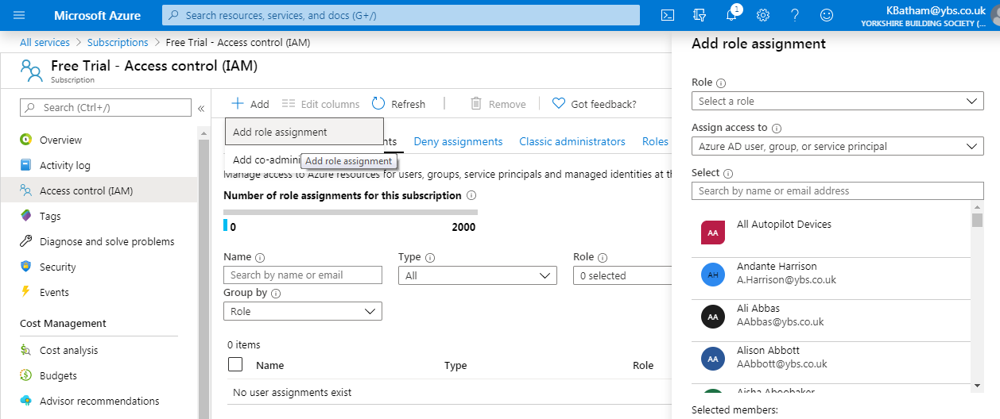 Microsoft Azure
Search resources, services, and docs (G+/)
1
KBatham@ybs.co.uk
YORKSHIRE BUILDING SOCIETY (...
All services > Subscriptions > Free Trial - Access control (IAM)
Free Trial - Access control (IAM)
Subscription
Search (Ctrl+/)
«
Overview
Activity log
Access control (IAM)
Tags
Diagnose and solve problems
Security
Events
Cost Management
Cost analysis
Budgets
Advisor recommendations
Add
Edit columns
Refresh
Remove
Got feedback?
Add role assignment
Add co-admini
Add role assignment
nts
Deny assignments
Classic administrators
Roles
Manage access to Azure resources for users, groups, service principals and managed identities at th
Number of role assignments for this subscription
0
2000
Name
Search by name or email
Type
All
Role
0 selected
Group by
Role
0 items
Name
Type
Role
No user assignments exist
Add role assignment
Role
Select a role
Assign access to
Azure AD user, group, or service principal
Select
Search by name or email address
AA
All Autopilot Devices
AH
Andante Harrison
A.Harrison@ybs.co.uk
AA
Ali Abbas
AAbbas@ybs.co.uk
AA
Alison Abbott
AAbbott@ybs.co.uk
Aisha Aboobaker
Selected members: